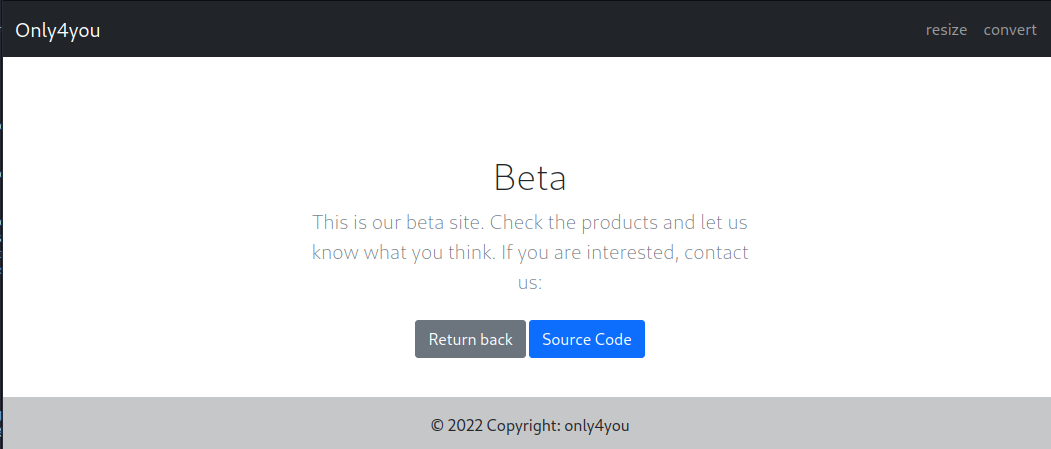 Only4you resize convert
Beta
This is our beta site. Check the products and let us
know what you think. If you are interested, contact
us:
Return back Source Code
© 2022 Copyright: only4you